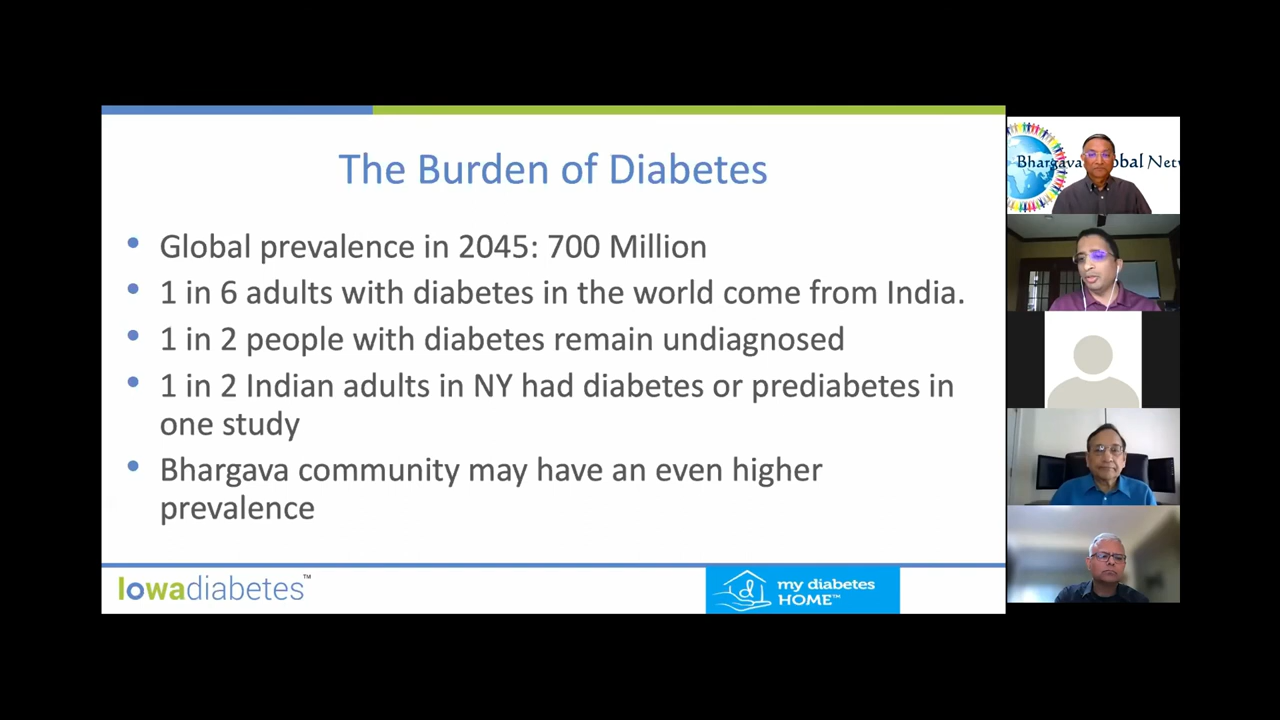 The Burden of Diabetes
• Global prevalence in 2045: 700 Million
• 1 in 6 adults with diabetes in the world come from India.
• 1 in 2 people with diabetes remain undiagnosed
• 1 in 2 Indian adults in NY had diabetes or prediabetes in
one study
• Bhargava community may have an even higher
prevalence
Iowadiabetes™
my diabetes
HOME™
Bhargava obal Netw